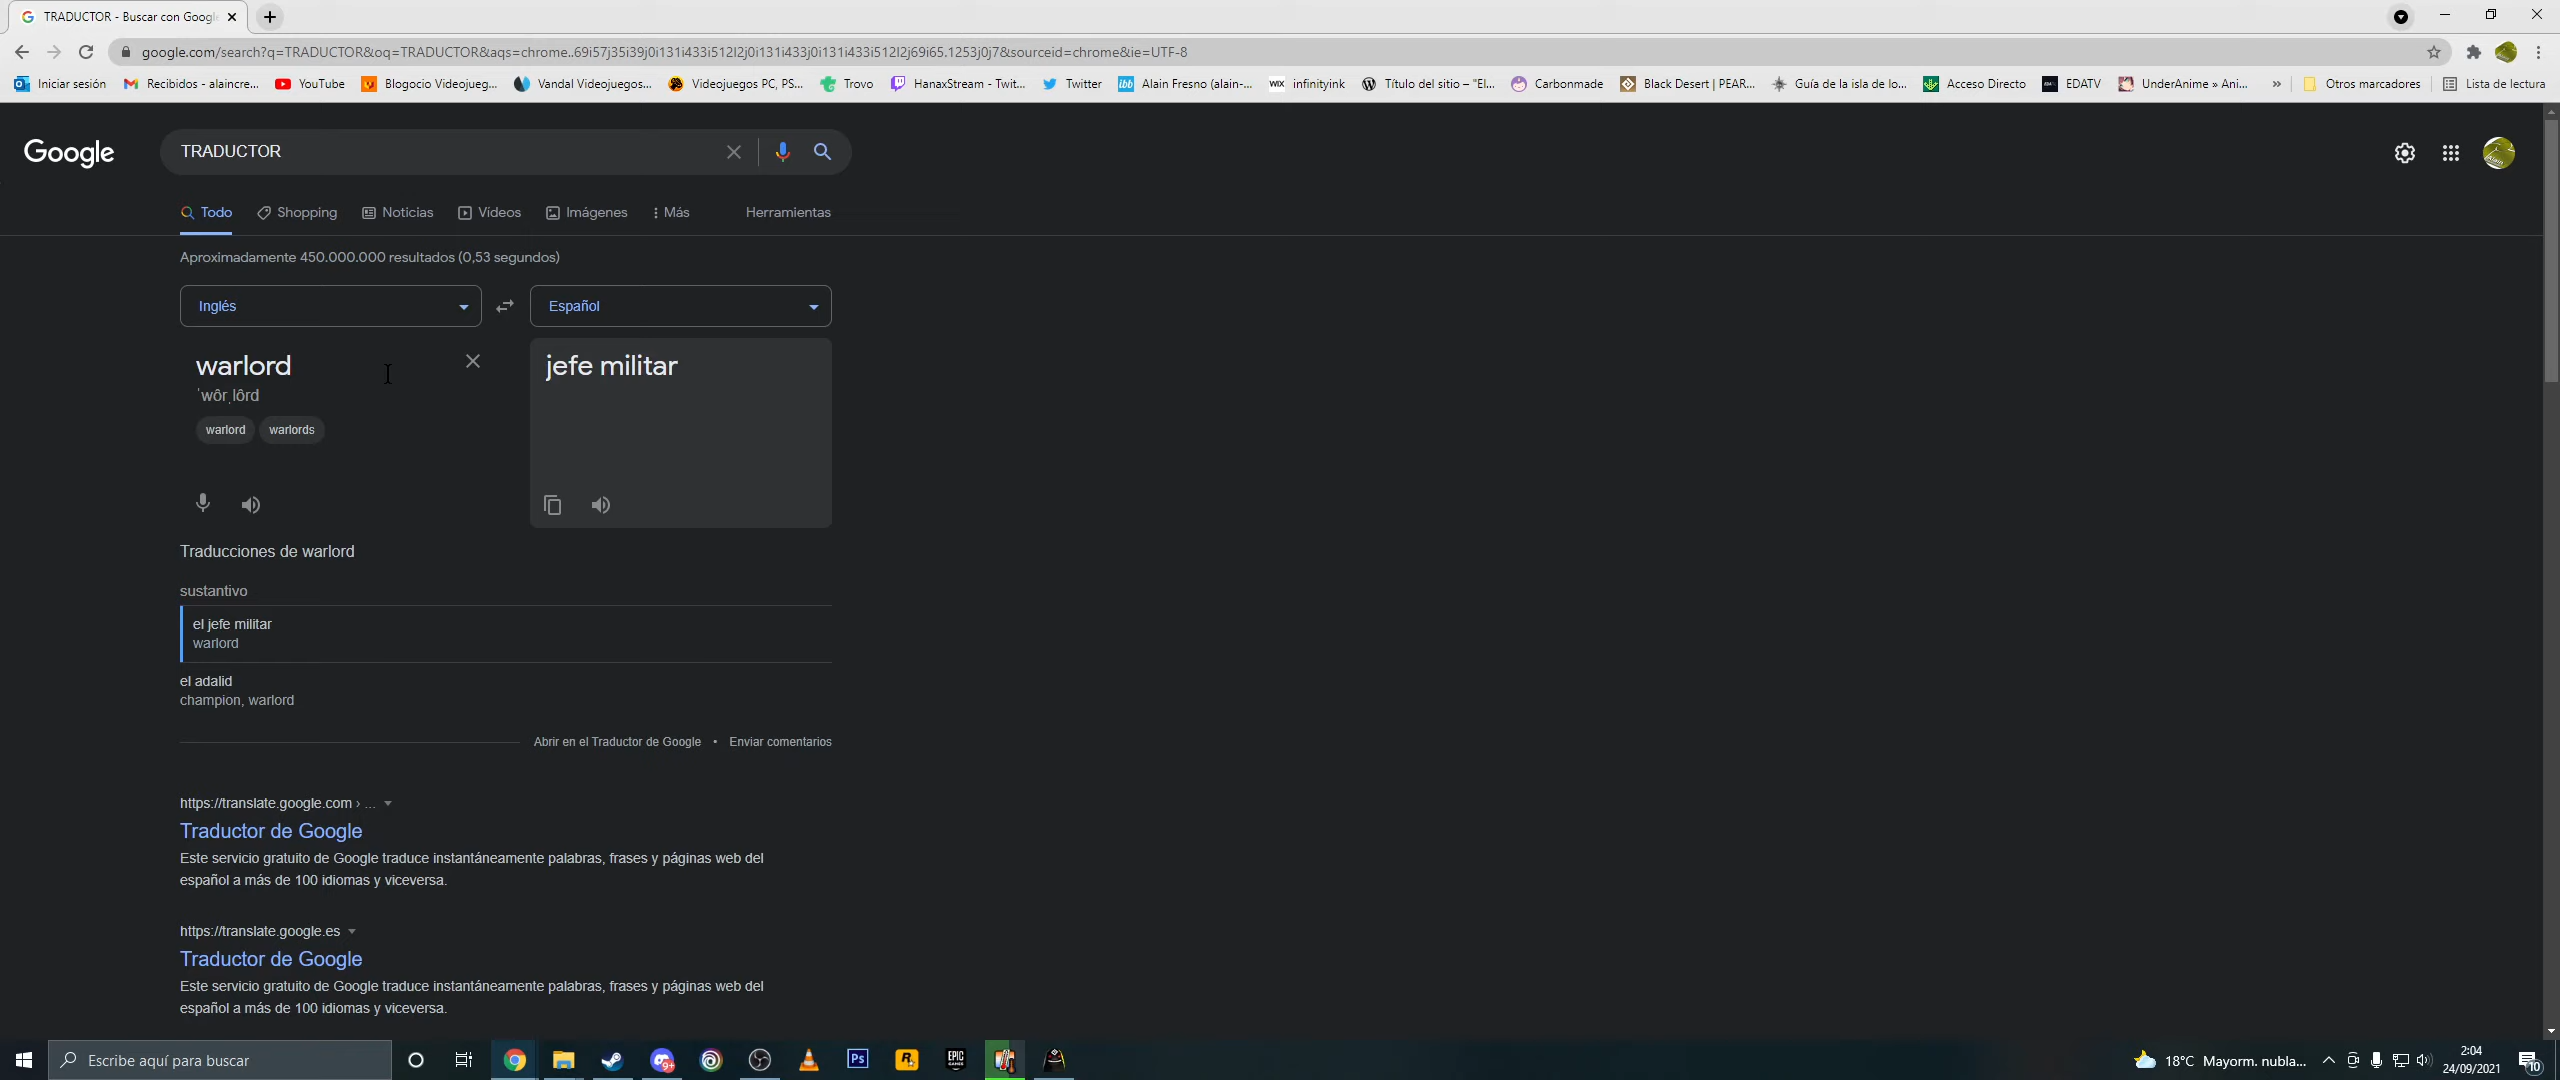 TRADUCTOR - Buscar con Googl
google.com/search?q=TRADUCTOR&oq=TRADUCTOR&aqs=chrome..69i57j35i39j0i131i433i512l2j0i131i433j0i131i433i512l2j69i65.1253j0j7&sourceid=chrome&ie=UTF-8
Iniciar sesión Recibidos - alaincre... YouTube Blogocio Videojueg... Vandal Videojuegos... Videojuegos PC, PS... Trovo HanaxStream - Twit... Twitter ibb Alain Fresno (alain-... WIX infinityink Título del sitio – "El... Carbonmade Black Desert | PEAR... Guía de la isla de lo... Acceso Directo EDATV UnderAnime » Ani... » Otros marcadores Lista de lectura
Google TRADUCTOR
Todo Shopping Noticias Vídeos Imágenes Más Herramientas
Aproximadamente 450.000.000 resultados (0,53 segundos)
Inglés Español
warlord jefe militar
ˈwôrˌlôrd
warlord warlords
Traducciones de warlord
sustantivo
el jefe militar
warlord
el adalid
champion, warlord
Abrir en el Traductor de Google • Enviar comentarios
https://translate.google.com › ...
Traductor de Google
Este servicio gratuito de Google traduce instantáneamente palabras, frases y páginas web del
español a más de 100 idiomas y viceversa.
https://translate.google.es
Traductor de Google
Este servicio gratuito de Google traduce instantáneamente palabras, frases y páginas web del
español a más de 100 idiomas y viceversa.
Escribe aquí para buscar 9+ Ps R EPIC GAMES 18°C Mayorm. nubla... 2:04 10
24/09/2021